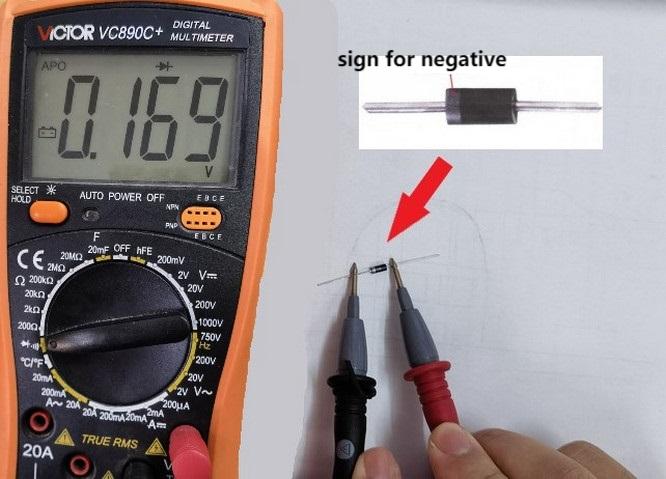 VICTOR VC890C+ DIGITAL MULTIMETER
sign for negative
APO
0.169
V
SELECT
HOLD
AUTO POWER OFF
E B C E
NPN
PNP
E B C E
F
20mF
OFF
hFE
20MΩ
2MΩ
200kΩ
20kΩ
2kΩ
200Ω
Ω
CE
200mV
2V
V
20V
200V
1000V
750V
Hz
200V
20V
2V
V~
200μA
2mA
20mA
200mA
20A
A
°C/°F
20mA
200mA
A~
20A
TRUE RMS
20A
V